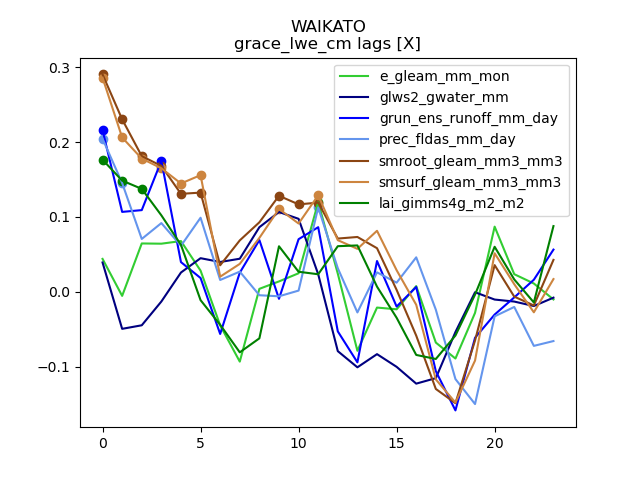 WAIKATO
grace_lwe_cm lags [X]
0.3
0.2
0.1
0.0
−0.1
0
5
10
15
20
e_gleam_mm_mon
glws2_gwater_mm
grun_ens_runoff_mm_day
prec_fldas_mm_day
smroot_gleam_mm3_mm3
smsurf_gleam_mm3_mm3
lai_gimms4g_m2_m2